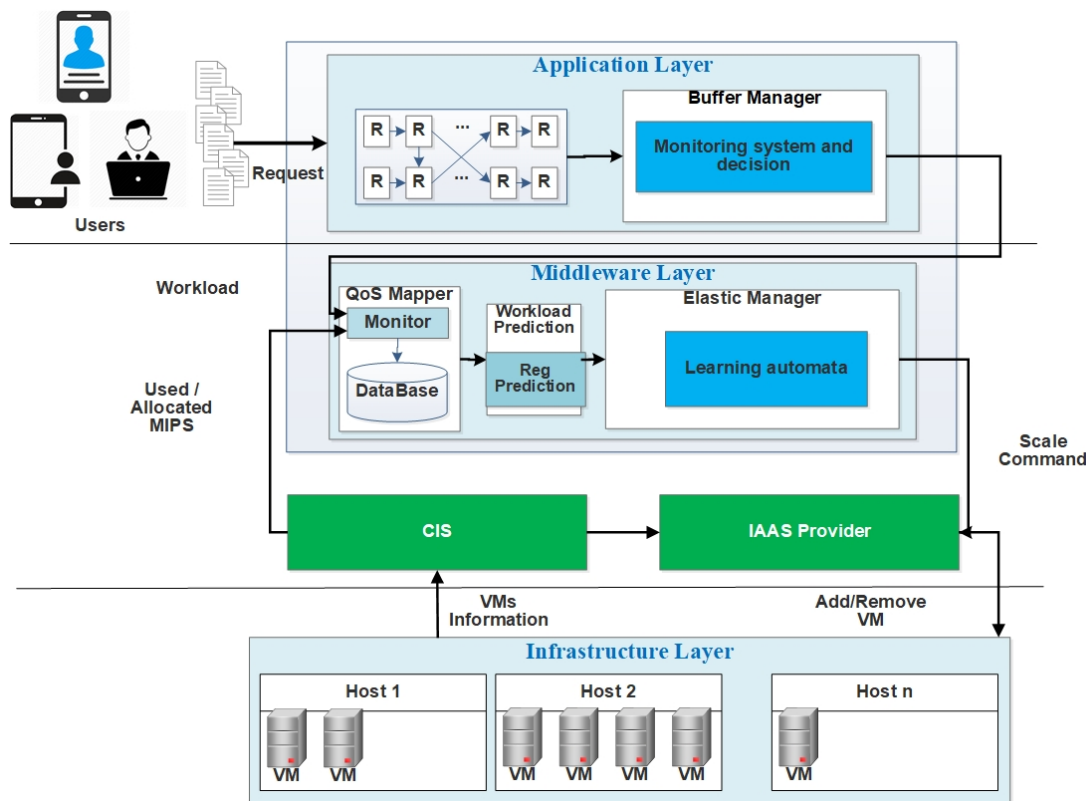 Application Layer
Buffer Manager
R R ... R R
Monitoring system and
decision
Request
R R ... R R
Users
Middleware Layer
Workload
QoS Mapper
Workload
Prediction
Elastic Manager
Monitor
Reg
Prediction
Learning automata
DataBase
Used /
Allocated
MIPS
Scale
Command
CIS
IAAS Provider
VMs
Information
Add/Remove
VM
Infrastructure Layer
Host 1
Host 2
Host n
VM VM
VM VM VM VM
VM